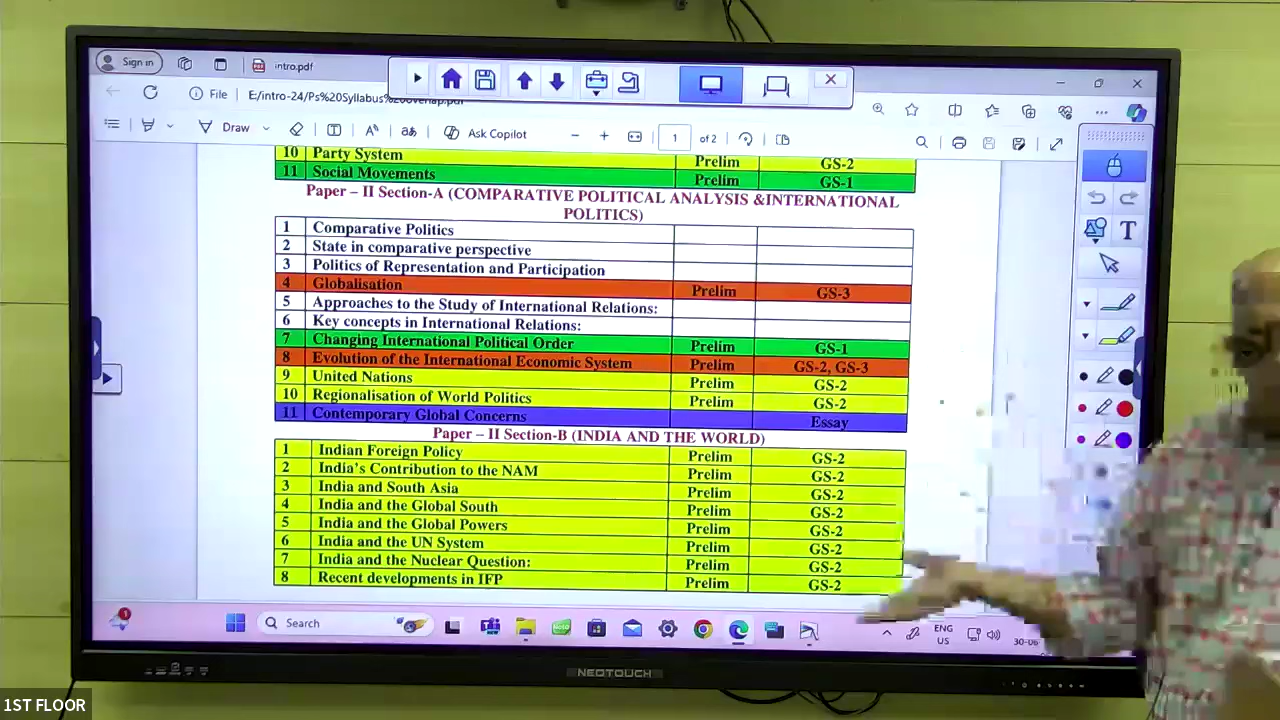 Sign in
intro.pdf
File E:/intro-24/Ps%20Syllabus%20overlap.pdf
Draw
Ask Copilot
1 of 2
10 Party System Prelim GS-2
11 Social Movements Prelim GS-1
Paper – II Section-A (COMPARATIVE POLITICAL ANALYSIS &INTERNATIONAL
POLITICS)
1 Comparative Politics
2 State in comparative perspective
3 Politics of Representation and Participation
4 Globalisation Prelim GS-3
5 Approaches to the Study of International Relations:
6 Key concepts in International Relations:
7 Changing International Political Order Prelim GS-1
8 Evolution of the International Economic System Prelim GS-2, GS-3
9 United Nations Prelim GS-2
10 Regionalisation of World Politics Prelim GS-2
11 Contemporary Global Concerns Essay
Paper – II Section-B (INDIA AND THE WORLD)
1 Indian Foreign Policy Prelim GS-2
2 India's Contribution to the NAM Prelim GS-2
3 India and South Asia Prelim GS-2
4 India and the Global South Prelim GS-2
5 India and the Global Powers Prelim GS-2
6 India and the UN System Prelim GS-2
7 India and the Nuclear Question: Prelim GS-2
8 Recent developments in IFP Prelim GS-2
Search
ENG
US
30-06
NEOTOUCH
1ST FLOOR